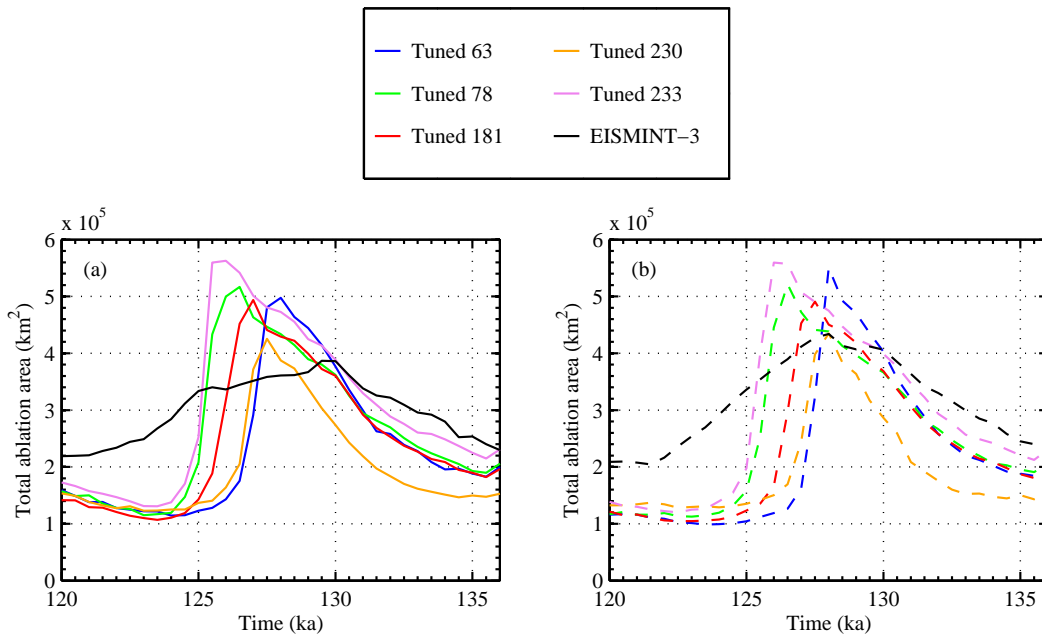 Tuned 63
Tuned 230
Tuned 78
Tuned 233
Tuned 181
EISMINT−3
x 10^5
(a)
Total ablation area (km^2)
6
5
4
3
2
1
0
120
125
130
135
Time (ka)
x 10^5
(b)
Total ablation area (km^2)
6
5
4
3
2
1
0
120
125
130
135
Time (ka)